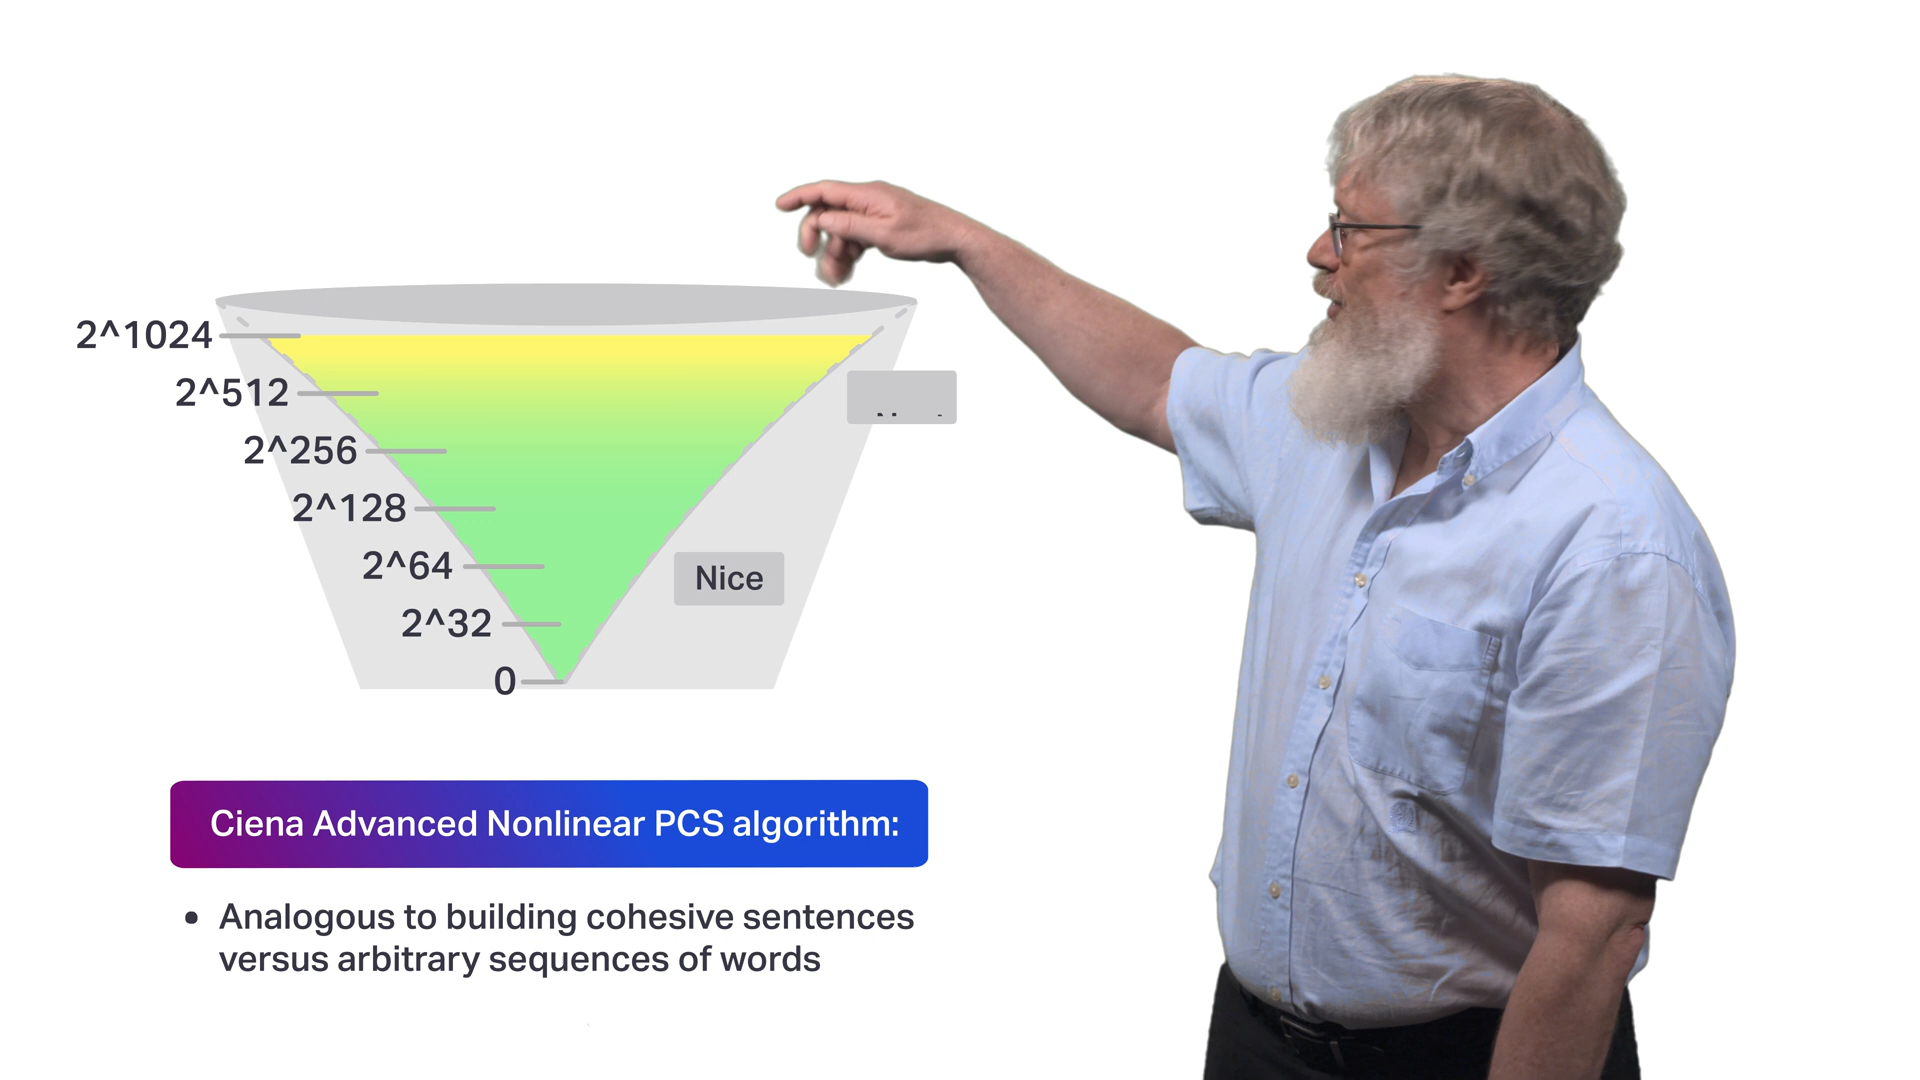 2^1024
2^512
2^256
2^128
2^64
Nice
2^32
0
Ciena Advanced Nonlinear PCS algorithm:
• Analogous to building cohesive sentences
versus arbitrary sequences of words